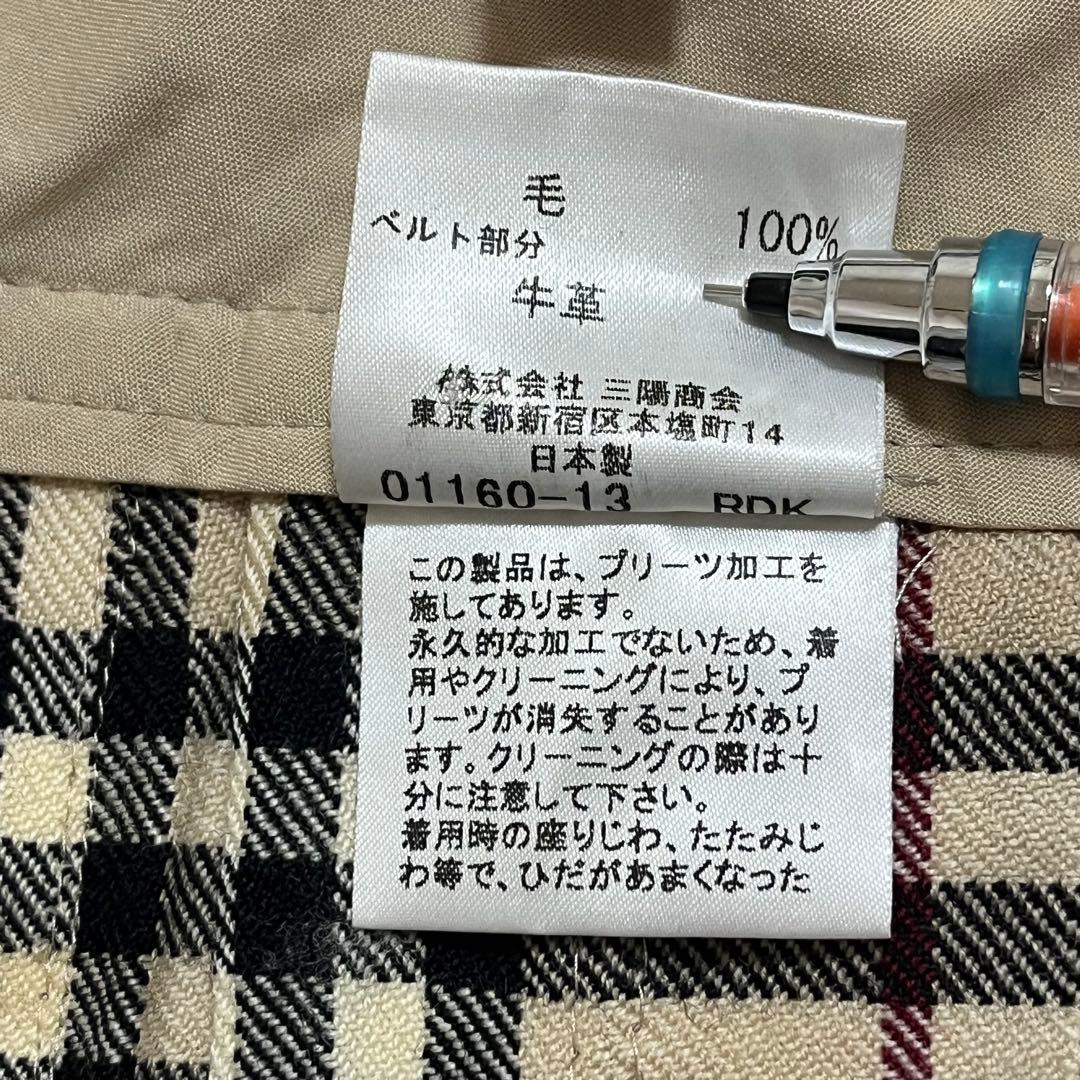 毛 100%
ベルト部分
牛革
株式会社 三陽商会
東京都新宿区本塩町14
日本製
01160-13 RDK
この製品は、プリーツ加工を
施してあります。
永久的な加工でないため、着
用やクリーニングにより、プ
リーツが消失することがあり
ます。クリーニングの際は十
分に注意して下さい。
着用時の座りじわ、たたみじ
わ等で、ひだがあまくなった